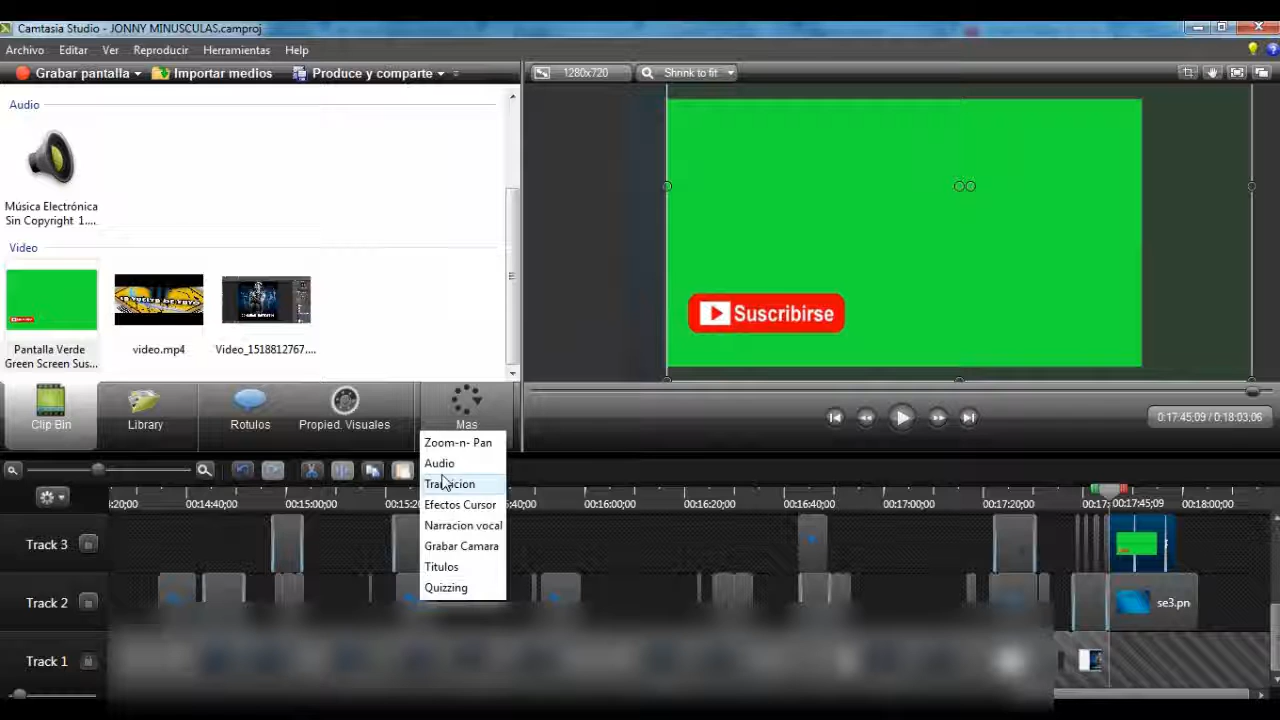 Camtasia Studio - JONNY MINUSCULAS.camproj
Archivo Editar Ver Reproducir Herramientas Help
Grabar pantalla Importar medios Produce y comparte
1280x720 Shrink to fit
Audio
Música Electrónica
Sin Copyright 1....
Video
Pantalla Verde
Green Screen Sus...
video.mp4
Video_1518812767....
Suscribirse
Clip Bin Library Rotulos Propied. Visuales Mas
0:17:45;09 / 0:18:03;06
Zoom-n- Pan
Audio
Transicion
Efectos Cursor
Narracion vocal
Grabar Camara
Titulos
Quizzing
00:14:40;00 00:15:00;00 00:16:00;00 00:16:20;00 00:16:40;00 00:17:00;00 00:17:20;00 00:17:45;09 00:18:00;00
Track 3
Track 2 se3.pn
Track 1